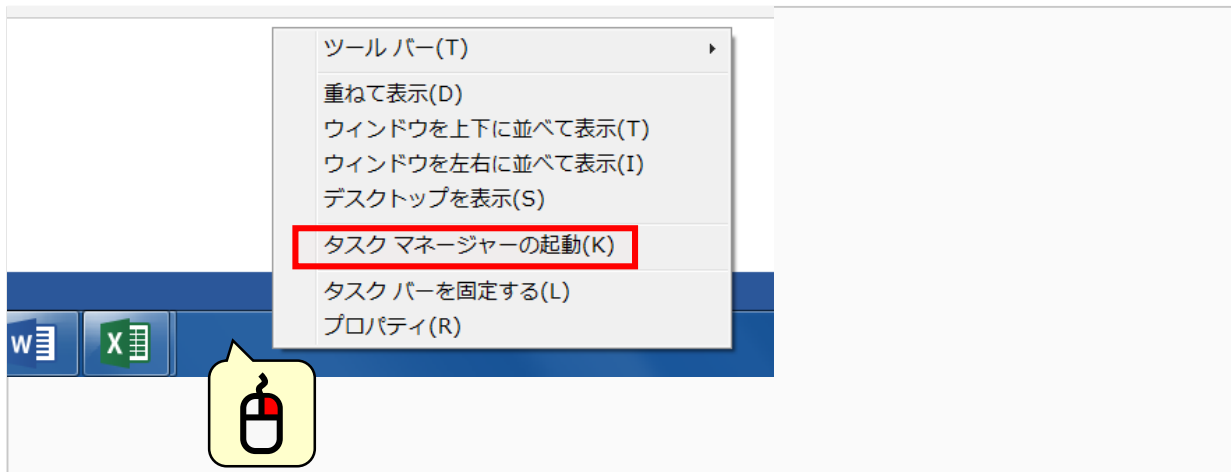 ツール バー(T)
重ねて表示(D)
ウィンドウを上下に並べて表示(T)
ウィンドウを左右に並べて表示(I)
デスクトップを表示(S)
タスク マネージャーの起動(K)
タスク バーを固定する(L)
プロパティ(R)
W
X